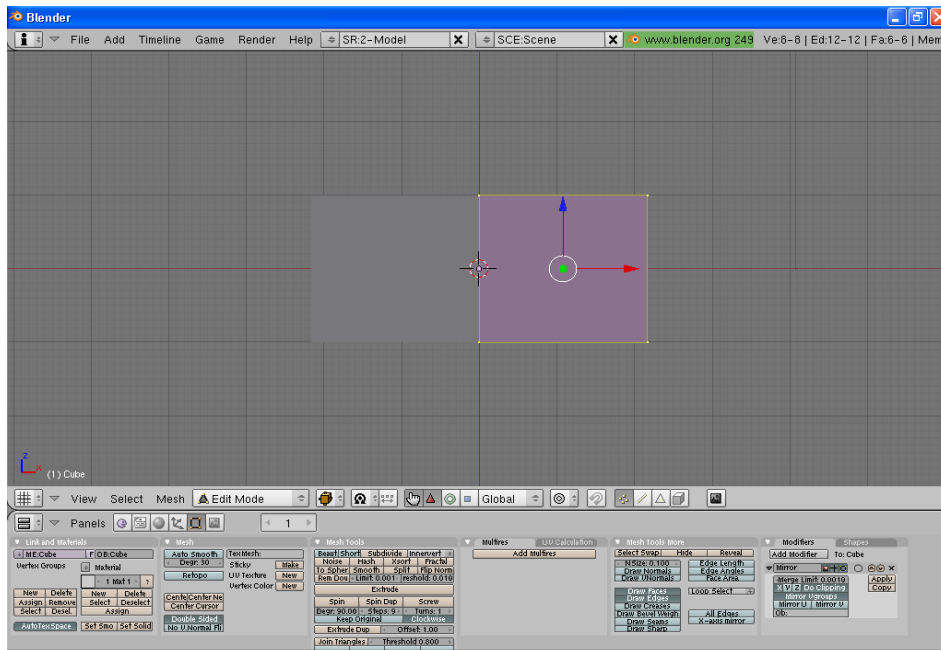 Blender
File Add Timeline Game Render Help SR:2-Model SCE:Scene www.blender.org 249 Ve:8-8 | Ed:12-12 | Fa:6-6 | Mem
z
x
(1) Cube
View Select Mesh Edit Mode Global
Panels 1
Link and Materials
ME:Cube F OB:Cube
Vertex Groups
Material
1 Mat 1 ?
New Delete New Delete
Assign Remove Select Deselect
Select Desel. Assign
AutoTexSpace Set Smo Set Solid
Mesh
Auto Smooth TexMesh:
Degr: 30 Sticky Make
Retopo UV Texture New
Vertex Color New
Cente Center Ne
Center Cursor
Double Sided
No V.Normal Fli
Mesh Tools
Beaut Short Subdivide Innervert
Noise Hash Xsort Fractal
To Spher Smooth Split Flip Norm
Rem Dou Limit: 0.001 reshold: 0.010
Extrude
Spin Spin Dup Screw
Degr: 90.00 Steps: 9 Turns: 1
Keep Original Clockwise
Extrude Dup Offset: 1.00
Join Triangles Threshold 0.800
Multires UV Calculation
Add Multires
Mesh Tools More
Select Swap Hide Reveal
NSize: 0.100 Edge Length
Draw Normals Edge Angles
Draw VNormals Face Area
Draw Faces Loop Select
Draw Edges
Draw Creases
Draw Bevel Weigh All Edges
Draw Seams X-axis mirror
Draw Sharp
Modifiers Shapes
Add Modifier To: Cube
Mirror
Merge Limit: 0.0010 Apply
X Y Z Do Clipping Copy
Mirror Vgroups
Mirror U Mirror V
Ob: